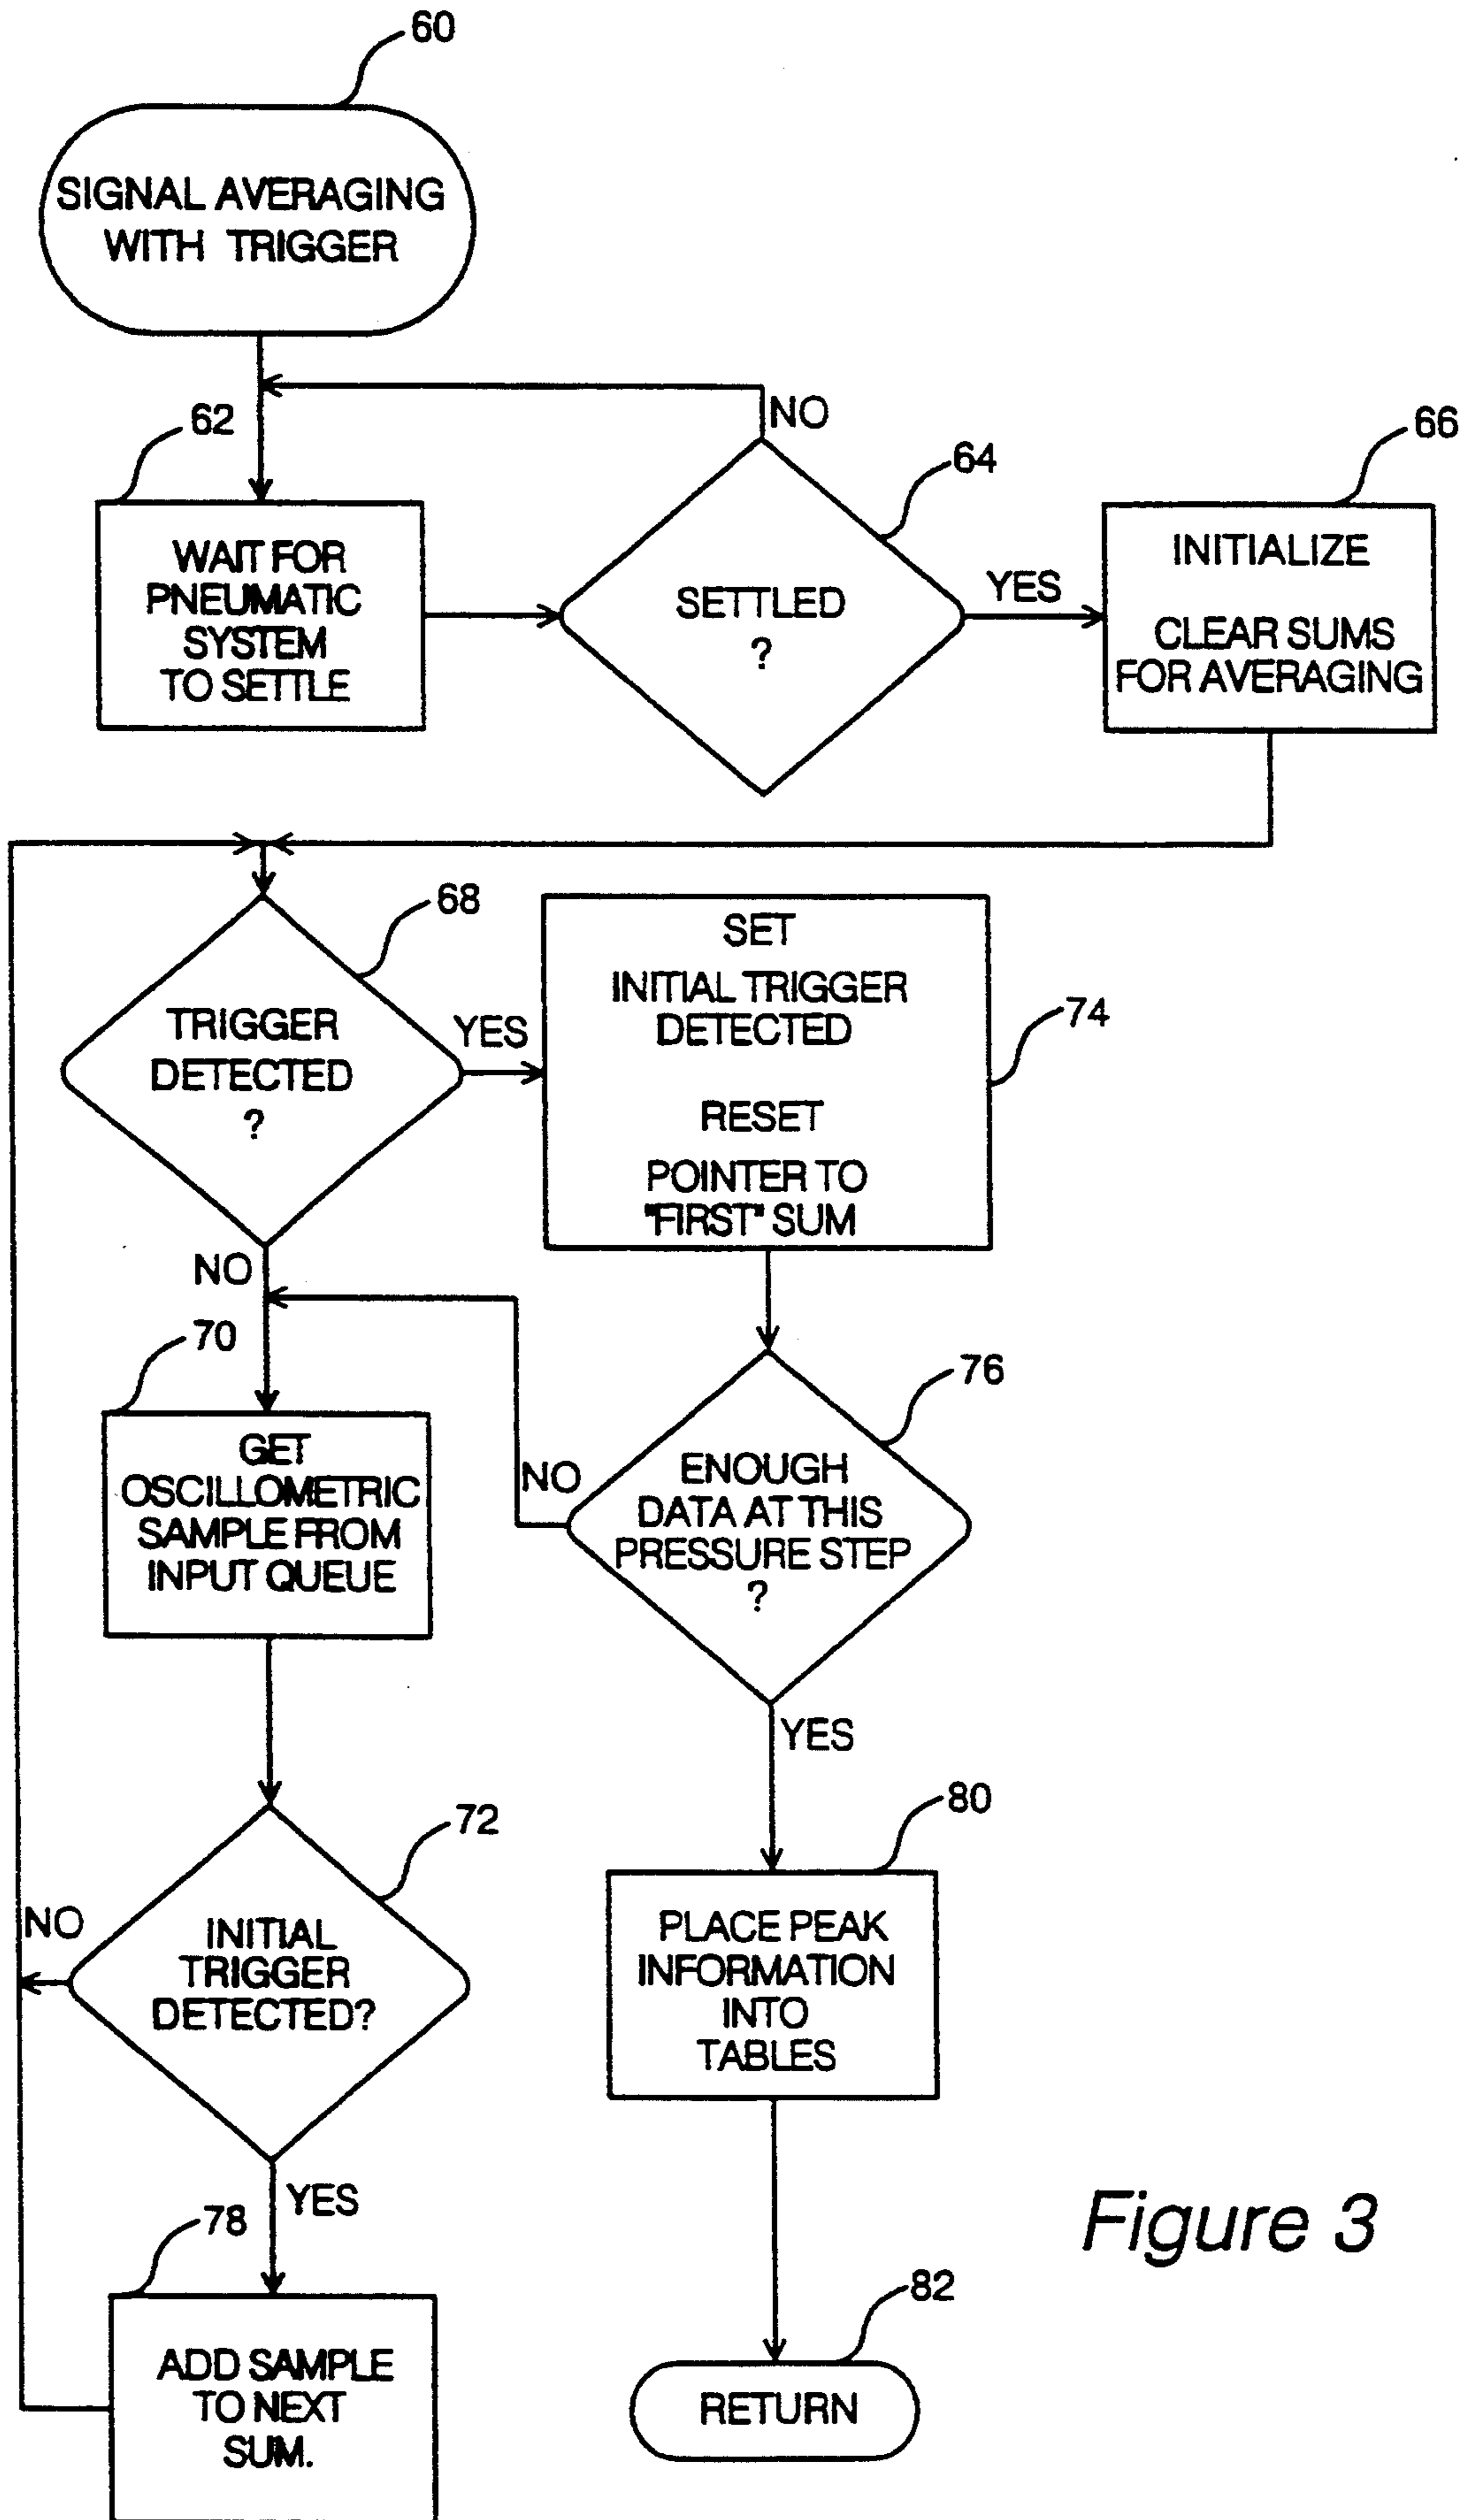 60
SIGNAL AVERAGING
WITH TRIGGER
NO
62
64
66
WAIT FOR
PNEUMATIC
SYSTEM
TO SETTLE
SETTLED
?
YES
INITIALIZE
CLEAR SUMS
FOR AVERAGING
68
TRIGGER
DETECTED
?
YES
SET
INITIAL TRIGGER
DETECTED
RESET
POINTER TO
"FIRST" SUM
74
NO
70
GET
OSCILLOMETRIC
SAMPLE FROM
INPUT QUEUE
NO
76
ENOUGH
DATA AT THIS
PRESSURE STEP
?
YES
72
NO
INITIAL
TRIGGER
DETECTED?
80
PLACE PEAK
INFORMATION
INTO
TABLES
YES
78
ADD SAMPLE
TO NEXT
SUM.
82
RETURN
Figure 3